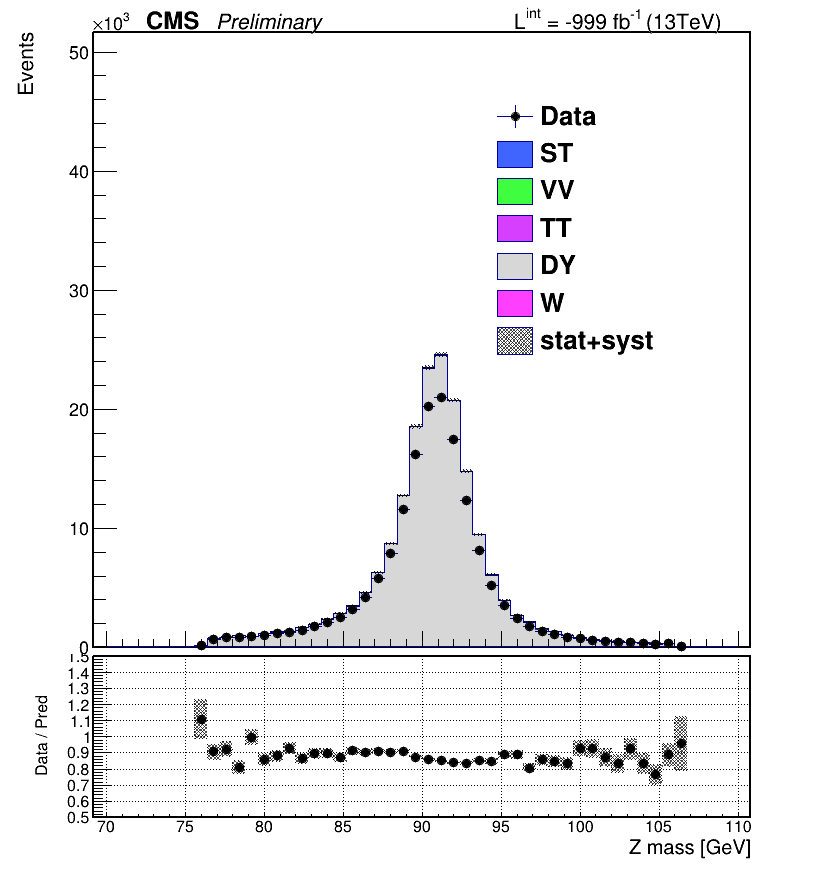 ×10³ CMS Preliminary L^int = -999 fb⁻¹ (13TeV)
Events
50
40
30
20
10
0
Data
ST
VV
TT
DY
W
stat+syst
Data / Pred
1.5
1.4
1.3
1.2
1.1
1
0.9
0.8
0.7
0.6
0.5
70 75 80 85 90 95 100 105 110
Z mass [GeV]